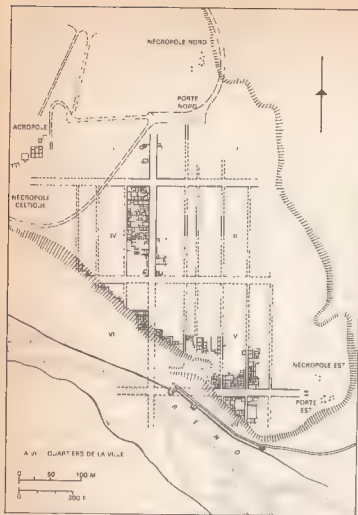 NÉCROPOLE NORD
PORTE
NORD
ACROPOLE
NÉCROPOLE
CELTIQUE
I
IV
II
VI
V
NÉCROPOLE EST
PORTE
EST
RENO
QUARTIERS DE LA VILLE
0 50 100 M
0 300 F